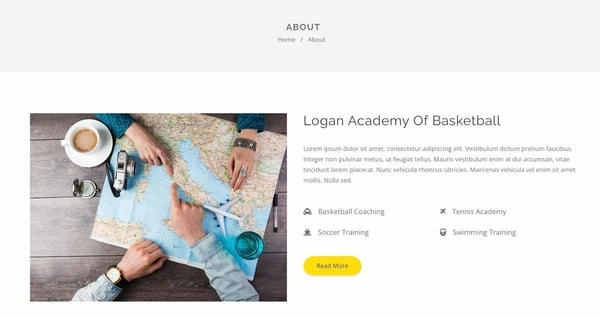 ABOUT
Home / About
Logan Academy Of Basketball
Lorem ipsum dolor sit amet, consectetur adipiscing elit. Vestibulum dictum pretium faucibus.
Integer non pulvinar metus, ut feugiat tellus. Mauris vestibulum enim at dui accumsan, vitae
tincidunt lorem placerat. Nunc vehicula rhoncus ultricies. Maecenas vehicula vel enim sit amet
mollis. Nulla sed.
Basketball Coaching
Tennis Academy
Soccer Training
Swimming Training
Read More